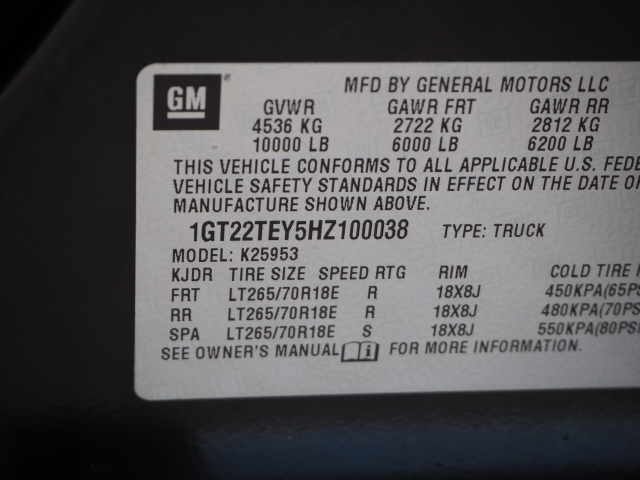 GM
MFD BY GENERAL MOTORS LLC
GVWR GAWR FRT GAWR RR
4536 KG 2722 KG 2812 KG
10000 LB 6000 LB 6200 LB
THIS VEHICLE CONFORMS TO ALL APPLICABLE U.S. FEDE
VEHICLE SAFETY STANDARDS IN EFFECT ON THE DATE OF
MANUFACTURE SHOWN ABOVE.
1GT22TEY5HZ100038 TYPE: TRUCK
MODEL: K25953
KJDR TIRE SIZE SPEED RTG RIM COLD TIRE
FRT LT265/70R18E R 18X8J 450KPA(65PS
RR LT265/70R18E R 18X8J 480KPA(70PS
SPA LT265/70R18E S 18X8J 550KPA(80PS
SEE OWNER'S MANUAL FOR MORE INFORMATION.